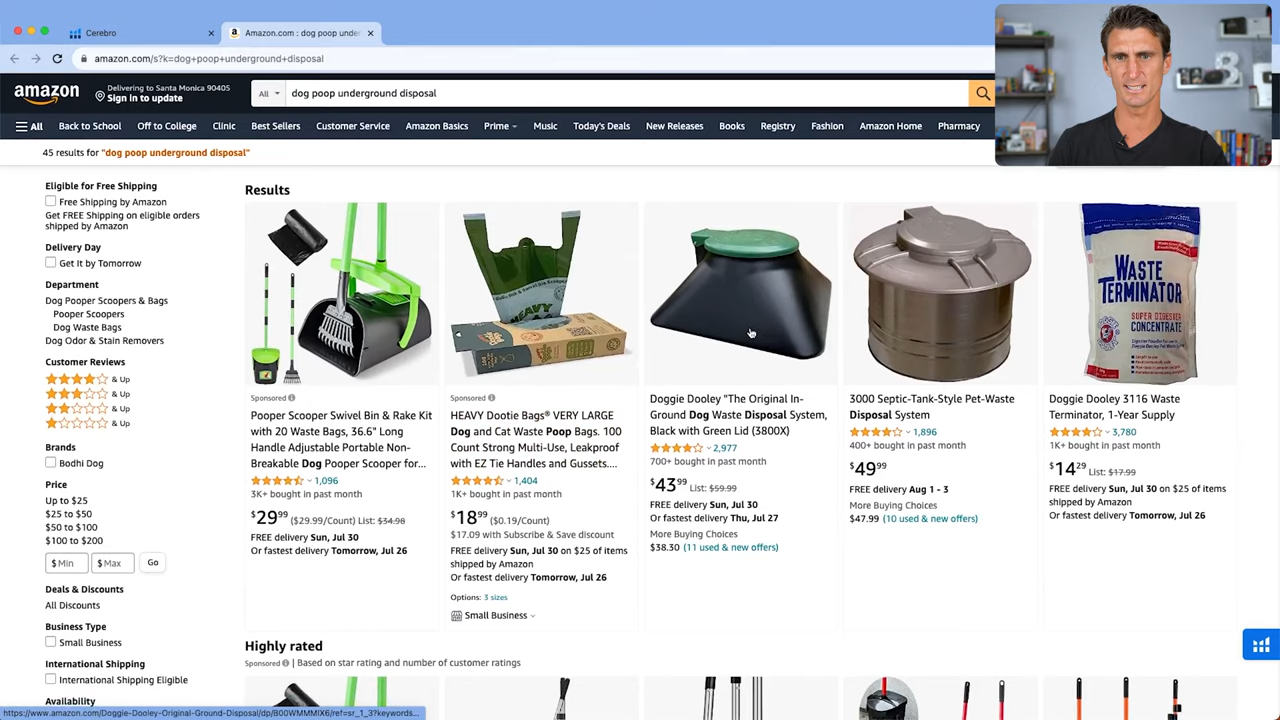 Cerebro
Amazon.com : dog poop unde
amazon.com/s?k=dog+poop+underground+disposal
amazon
Delivering to Santa Monica 90405
Sign in to update
All
dog poop underground disposal
All
Back to School
Off to College
Clinic
Best Sellers
Customer Service
Amazon Basics
Prime
Music
Today's Deals
New Releases
Books
Registry
Fashion
Amazon Home
Pharmacy
45 results for "dog poop underground disposal"
Eligible for Free Shipping
Free Shipping by Amazon
Get FREE Shipping on eligible orders
shipped by Amazon
Delivery Day
Get It by Tomorrow
Department
Dog Pooper Scoopers & Bags
Pooper Scoopers
Dog Waste Bags
Dog Odor & Stain Removers
Customer Reviews
& Up
& Up
& Up
& Up
Brands
Bodhi Dog
Price
Up to $25
$25 to $50
$50 to $100
$100 to $200
$ Min
$ Max
Go
Deals & Discounts
All Discounts
Business Type
Small Business
International Shipping
International Shipping Eligible
Availability
Results
Sponsored
Pooper Scooper Swivel Bin & Rake Kit
with 20 Waste Bags, 36.6" Long
Handle Adjustable Portable Non-
Breakable Dog Pooper Scooper for...
1,096
3K+ bought in past month
$29.99 ($29.99/Count) List: $34.98
FREE delivery Sun, Jul 30
Or fastest delivery Tomorrow, Jul 26
HEAVY
Sponsored
HEAVY Dootie Bags® VERY LARGE
Dog and Cat Waste Poop Bags. 100
Count Strong Multi-Use, Leakproof
with EZ Tie Handles and Gussets....
1,404
1K+ bought in past month
$18.99 ($0.19/Count)
$17.09 with Subscribe & Save discount
FREE delivery Sun, Jul 30 on $25 of items
shipped by Amazon
Or fastest delivery Tomorrow, Jul 26
Options: 3 sizes
Small Business
Doggie Dooley "The Original In-
Ground Dog Waste Disposal System,
Black with Green Lid (3800X)
2,977
700+ bought in past month
$43.99 List: $59.99
FREE delivery Sun, Jul 30
Or fastest delivery Thu, Jul 27
More Buying Choices
$38.30 (11 used & new offers)
3000 Septic-Tank-Style Pet-Waste
Disposal System
1,896
400+ bought in past month
$49.99
FREE delivery Aug 1 - 3
More Buying Choices
$47.99 (10 used & new offers)
WASTE
TERMINATOR
SUPER DIGESTER
CONCENTRATE
Doggie Dooley 3116 Waste
Terminator, 1-Year Supply
3,780
1K+ bought in past month
$14.29 List: $17.99
FREE delivery Sun, Jul 30 on $25 of items
shipped by Amazon
Or fastest delivery Tomorrow, Jul 26
Highly rated
Sponsored | Based on star rating and number of customer ratings
https://www.amazon.com/Doggie-Dooley-Original-Ground-Disposal/dp/B00WMMMIX6/ref=sr_1_3?keywords...